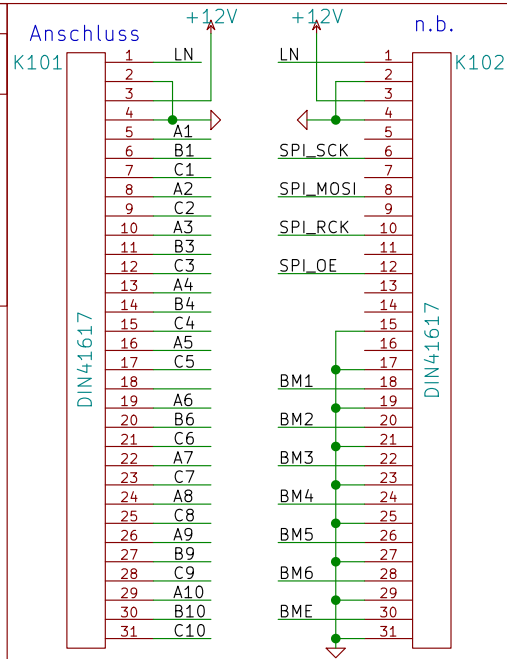 Anschluss
+12V
+12V
n.b.
K101
K102
1 LN
2
3
4
5 A1
6 B1
7 C1
8 A2
9 C2
10 A3
11 B3
12 C3
13 A4
14 B4
15 C4
16 A5
17 C5
18
19 A6
20 B6
21 C6
22 A7
23 C7
24 A8
25 C8
26 A9
27 B9
28 C9
29 A10
30 B10
31 C10
DIN41617
LN 1
2
3
4
5
SPI_SCK 6
7
SPI_MOSI 8
9
SPI_RCK 10
11
SPI_OE 12
13
14
15
16
17
BM1 18
19
BM2 20
21
BM3 22
23
BM4 24
25
BM5 26
27
BM6 28
29
BME 30
31
DIN41617